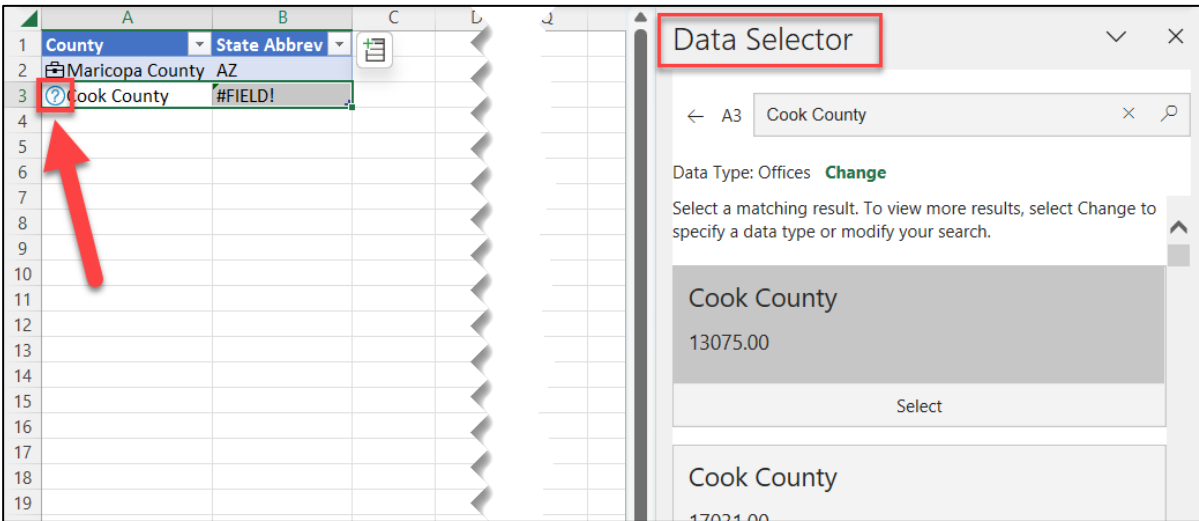 A B C D Q
1 County State Abbrev
2 Maricopa County AZ
3 ? Cook County #FIELD!
4
5
6
7
8
9
10
11
12
13
14
15
16
17
18
19
Data Selector
A3 Cook County
Data Type: Offices Change
Select a matching result. To view more results, select Change to
specify a data type or modify your search.
Cook County
13075.00
Select
Cook County
17031.00